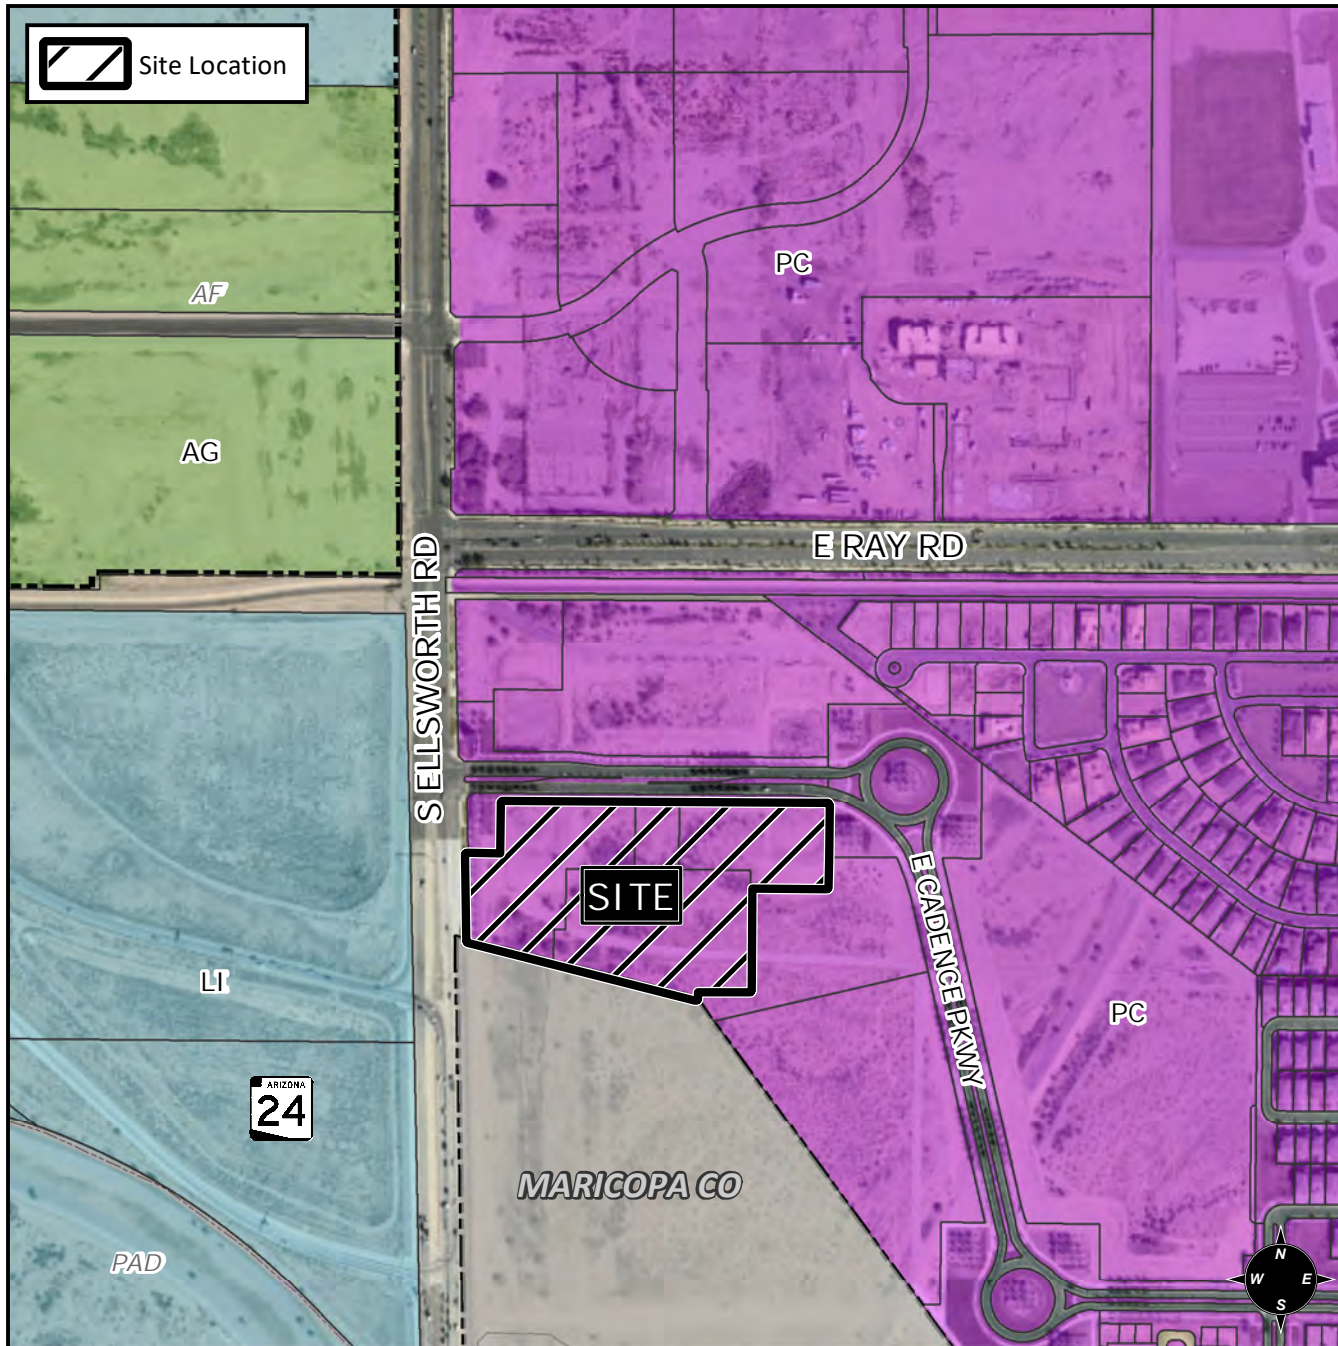 Site Location
PC
AF
AG
E RAY RD
S ELLSWORTH RD
SITE
E CADENCE PKWY
LI
PC
ARIZONA
24
MARICOPA CO
PAD
N
W E
S